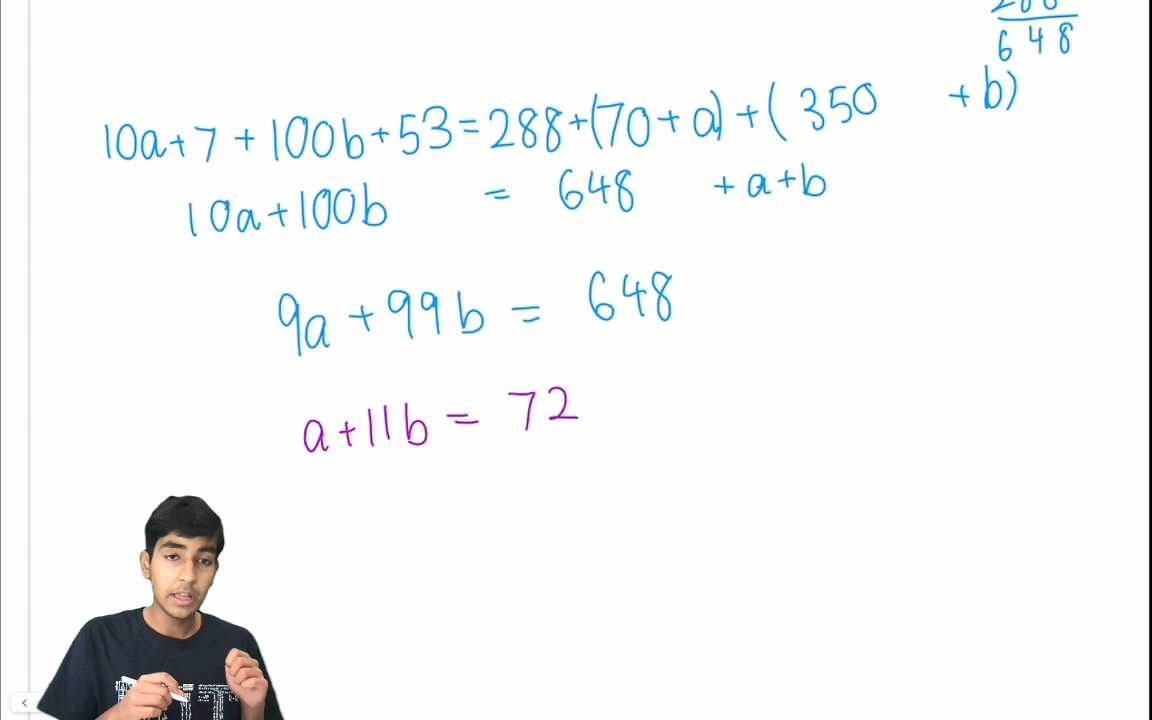 648
10a+7+100b+53=288+(70+a)+(350 +b)
10a+100b = 648 +a+b
9a+99b = 648
a+11b = 72